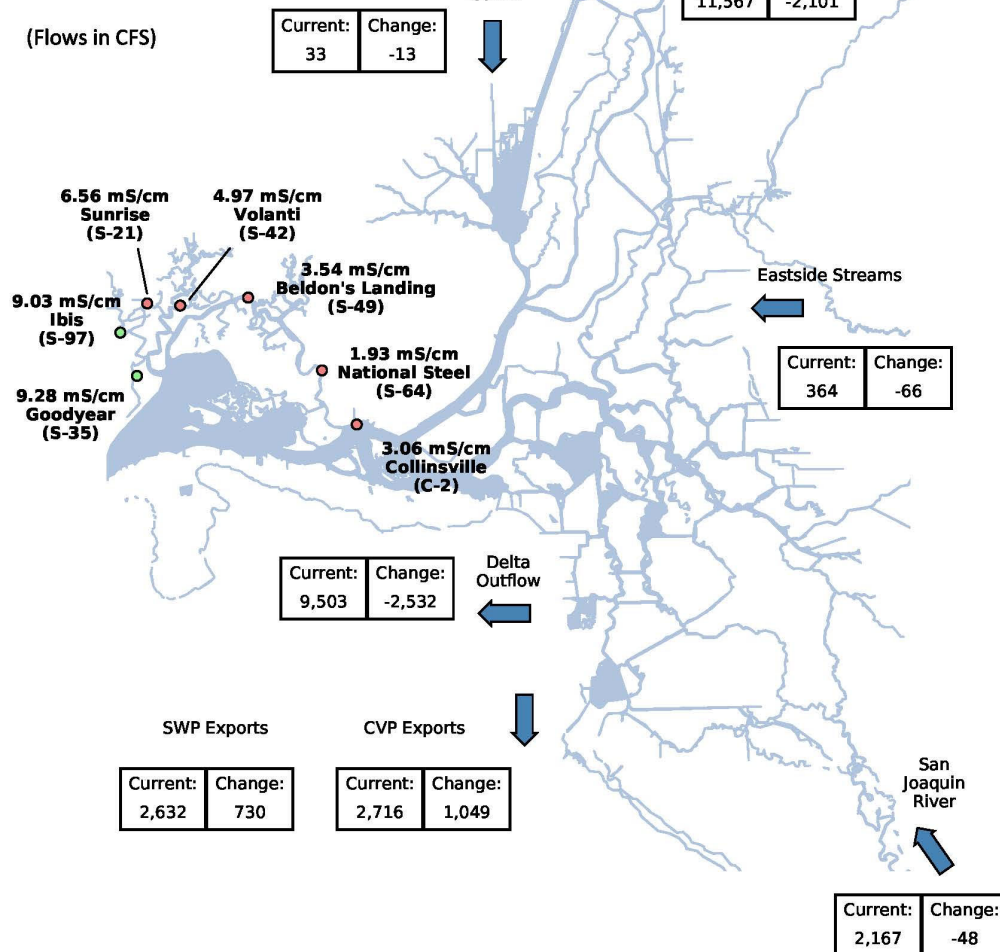 11,567 -2,101
(Flows in CFS)
Current: Change:
33 -13
6.56 mS/cm
Sunrise
(S-21)
4.97 mS/cm
Volanti
(S-42)
3.54 mS/cm
Beldon's Landing
(S-49)
9.03 mS/cm
Ibis
(S-97)
Eastside Streams
Current: Change:
364 -66
1.93 mS/cm
National Steel
(S-64)
9.28 mS/cm
Goodyear
(S-35)
3.06 mS/cm
Collinsville
(C-2)
Delta
Outflow
Current: Change:
9,503 -2,532
SWP Exports
CVP Exports
Current: Change:
2,632 730
Current: Change:
2,716 1,049
San
Joaquin
River
Current: Change:
2,167 -48